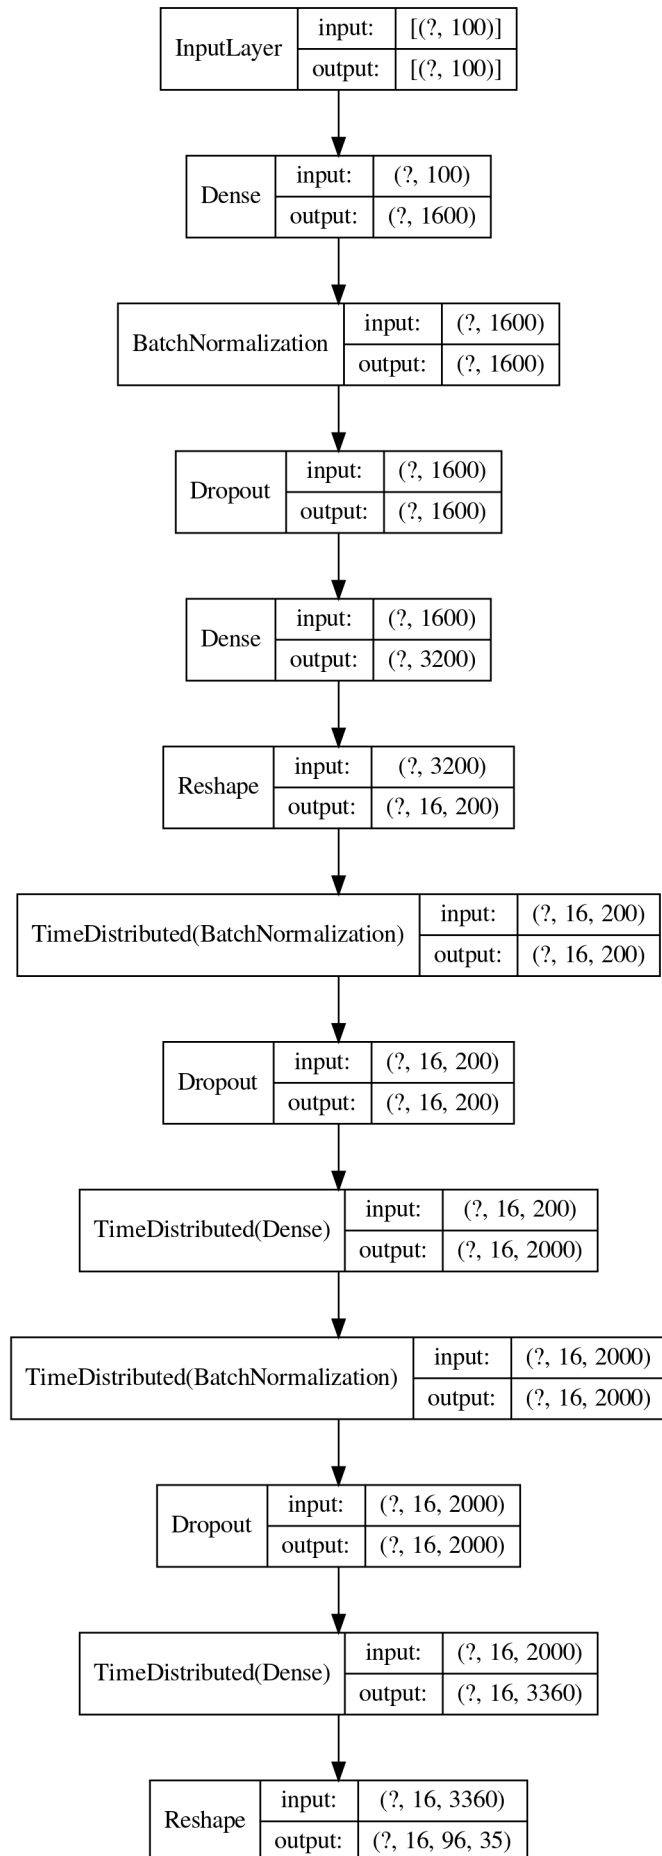 InputLayer
input: [(?, 100)]
output: [(?, 100)]
Dense
input: (?, 100)
output: (?, 1600)
BatchNormalization
input: (?, 1600)
output: (?, 1600)
Dropout
input: (?, 1600)
output: (?, 1600)
Dense
input: (?, 1600)
output: (?, 3200)
Reshape
input: (?, 3200)
output: (?, 16, 200)
TimeDistributed(BatchNormalization)
input: (?, 16, 200)
output: (?, 16, 200)
Dropout
input: (?, 16, 200)
output: (?, 16, 200)
TimeDistributed(Dense)
input: (?, 16, 200)
output: (?, 16, 2000)
TimeDistributed(BatchNormalization)
input: (?, 16, 2000)
output: (?, 16, 2000)
Dropout
input: (?, 16, 2000)
output: (?, 16, 2000)
TimeDistributed(Dense)
input: (?, 16, 2000)
output: (?, 16, 3360)
Reshape
input: (?, 16, 3360)
output: (?, 16, 96, 35)